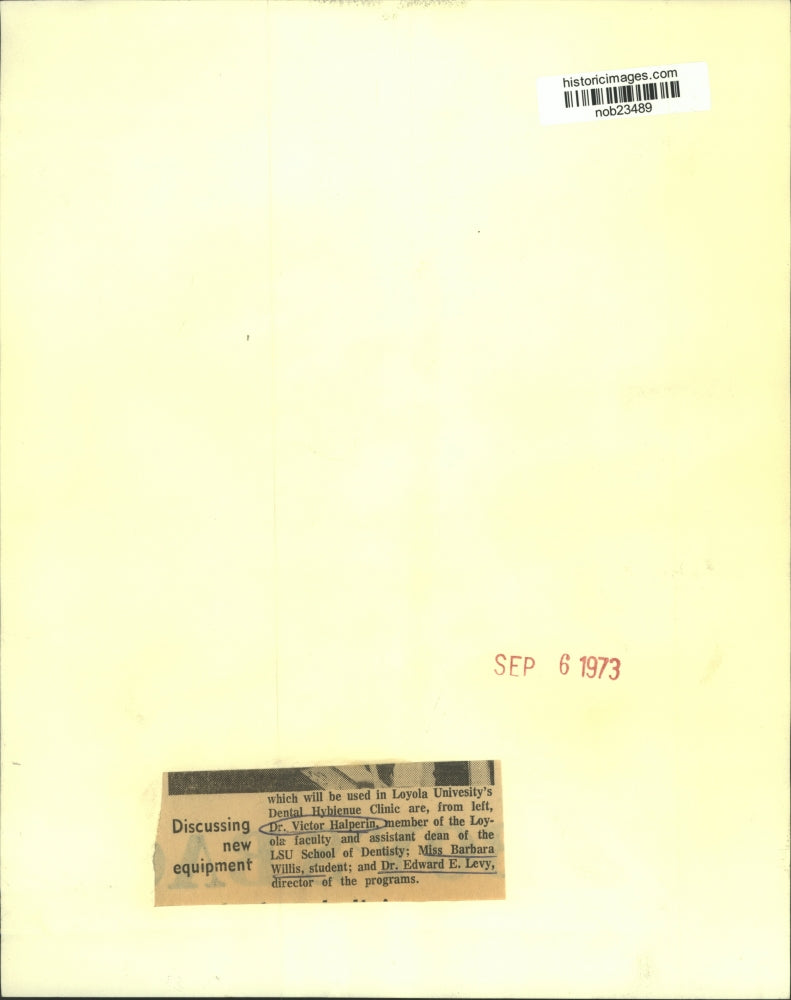 historicimages.com
nob23489
SEP 6 1973
Discussing
new
equipment
which will be used in Loyola Univesity's
Dental Hybienue Clinic are, from left,
Dr. Victor Halperin, member of the Loy-
ola faculty and assistant dean of the
LSU School of Dentisty; Miss Barbara
Willis, student; and Dr. Edward E. Levy,
director of the programs.